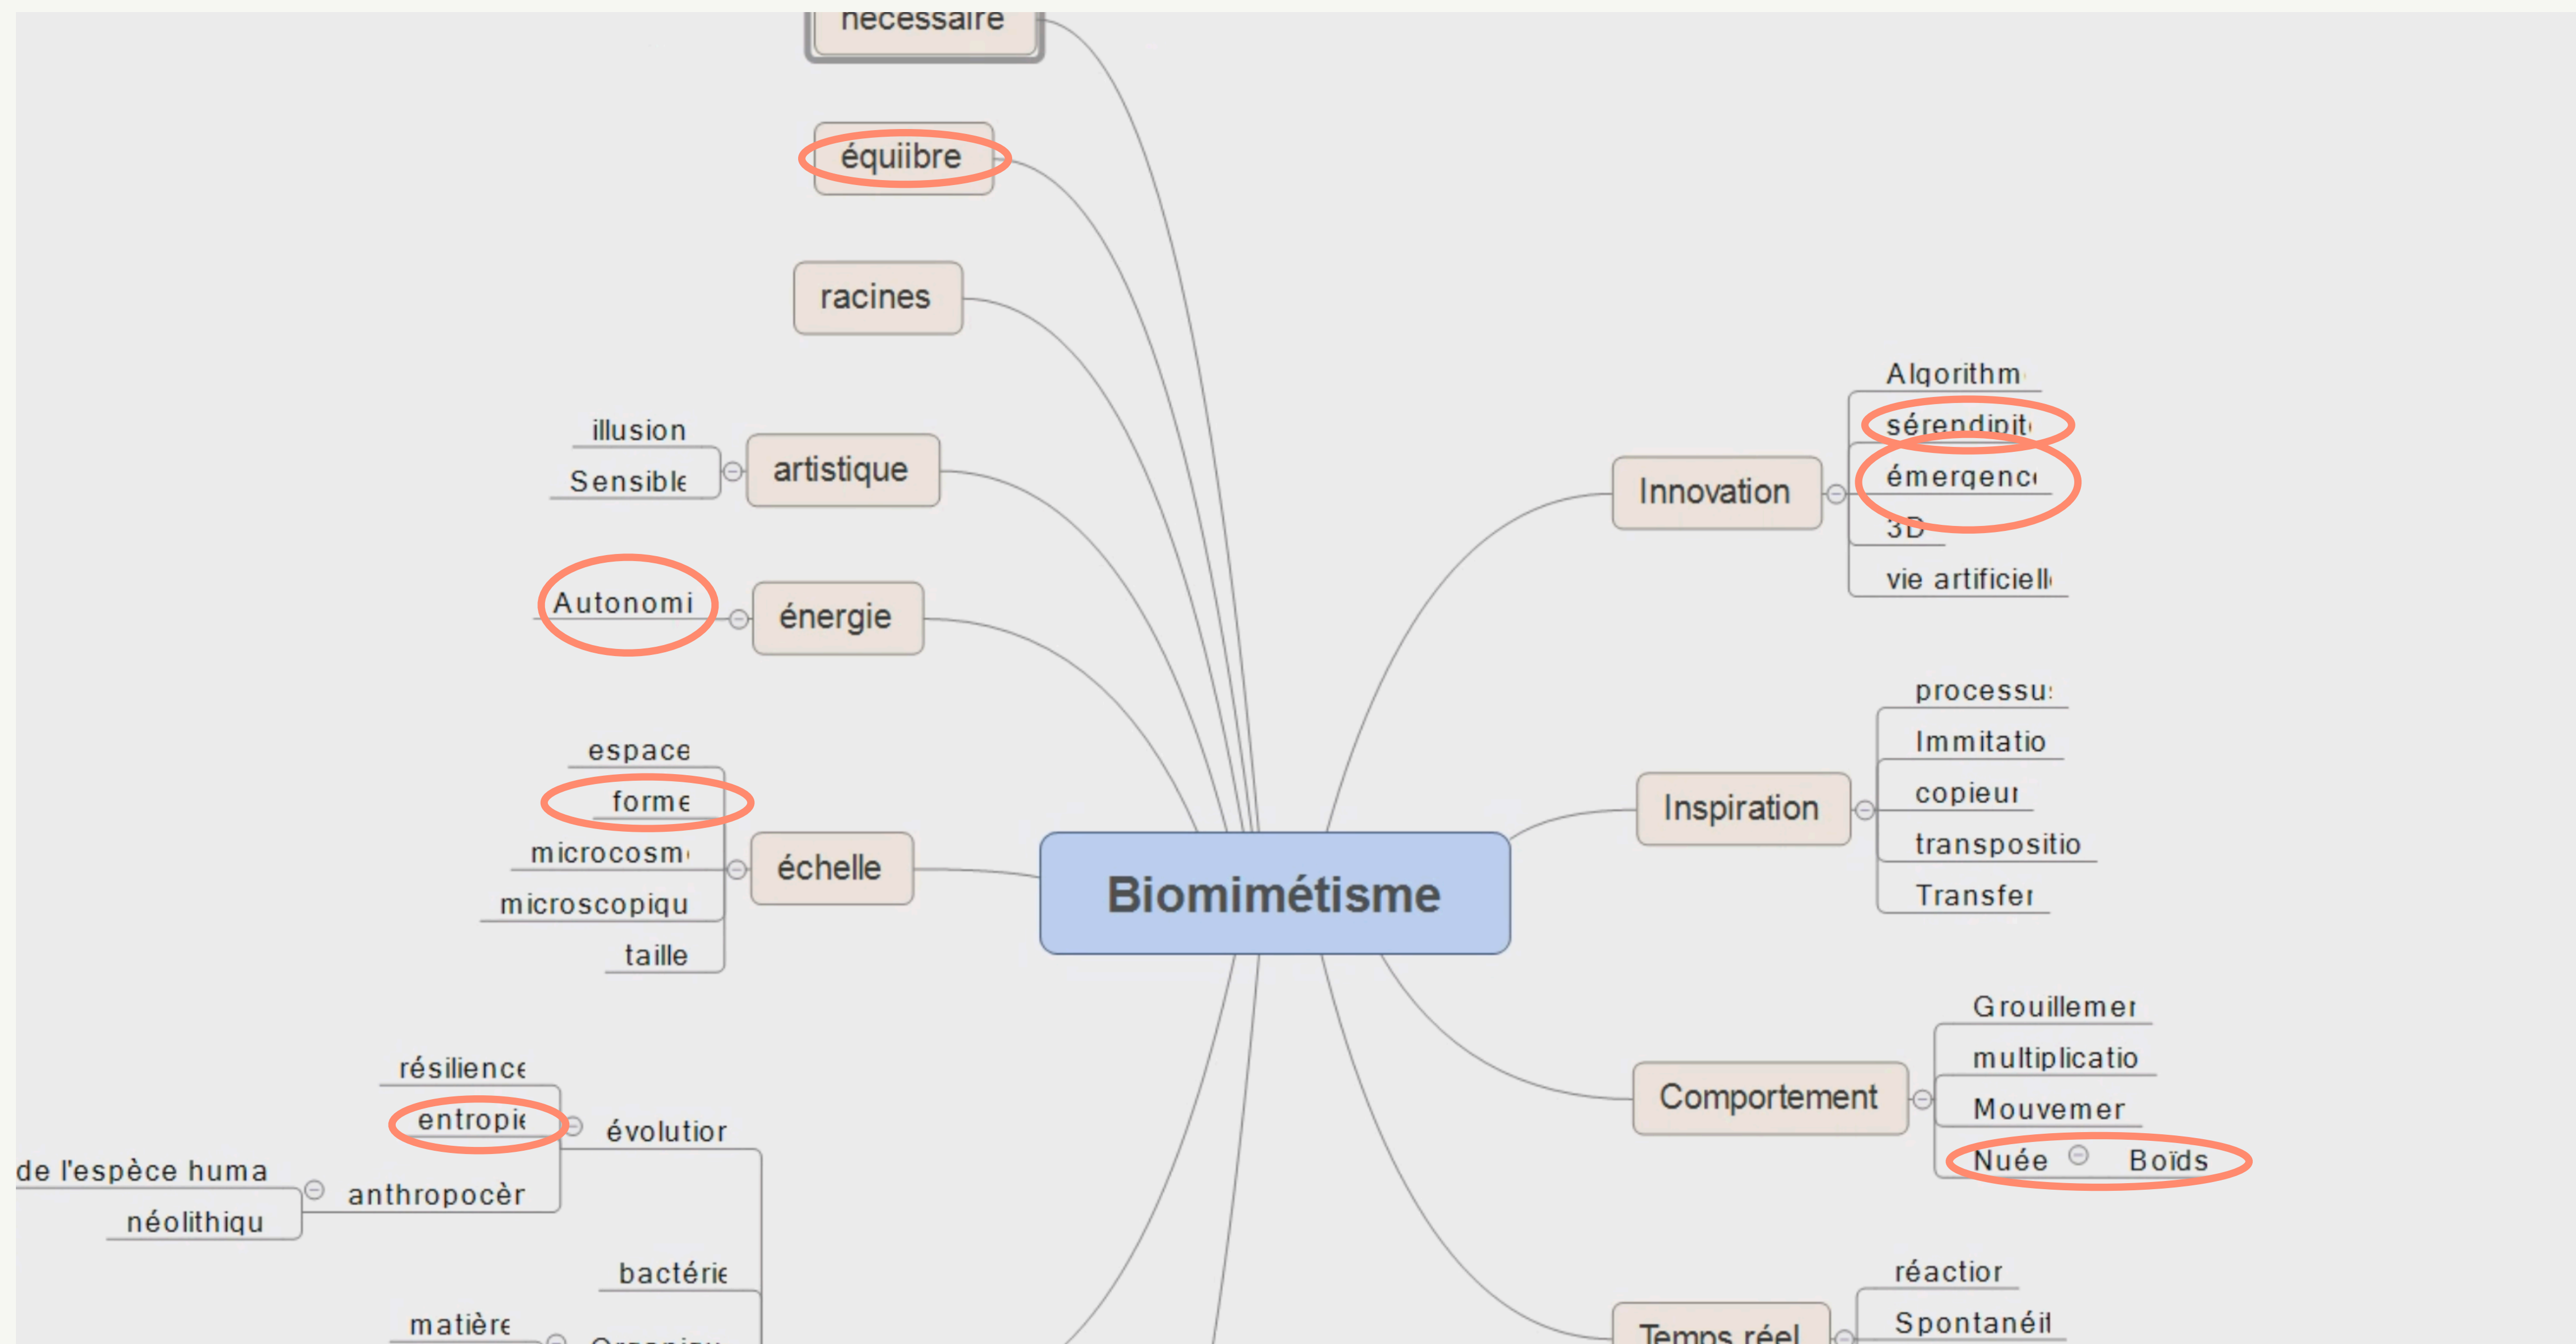 nécessaire
équiibre
racines
illusion
Sensible
artistique
Autonomi
énergie
espace
forme
microcosm
microscopiqu
taille
échelle
résilience
entropie
évolution
de l'espèce huma
anthropocèr
néolithiqu
bactérie
matière
Biomimétisme
Innovation
Algorithm
sérendipit
émergenc
3D
vie artificiell
Inspiration
processus
Immitatio
copieur
transpositio
Transfer
Comportement
Grouillemer
multiplicatio
Mouvemer
Nuée Boïds
Temps réel
réaction
Spontanéit